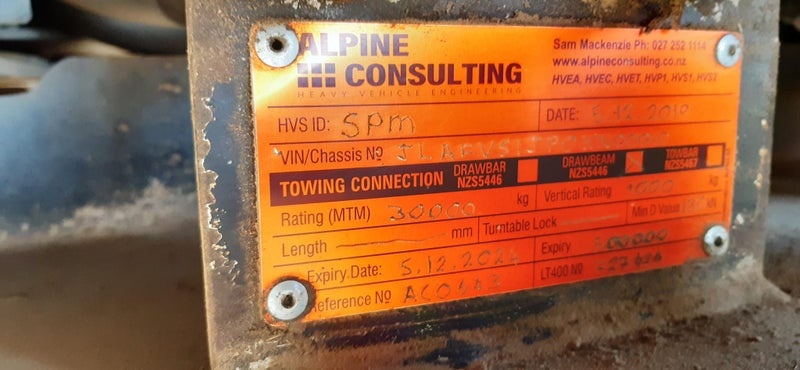 ALPINE
CONSULTING
HEAVY VEHICLE ENGINEERING
Sam Mackenzie Ph: 027 252 1114
www.alpineconsulting.co.nz
HVEA, HVEC, HVET, HVP1, HVS1, HVS2
HVS ID: SPM
DATE: 5.12.2019
VIN/Chassis Nº
TOWING CONNECTION
DRAWBAR NZS5446
DRAWBEAM NZS5446
TOWBAR NZS5467
Rating (MTM) 30000 kg
Vertical Rating kg
Length mm
Turntable Lock
Min D Value kN
Expiry Date: 5.12.2024
Expiry
Reference Nº
LT400 Nº